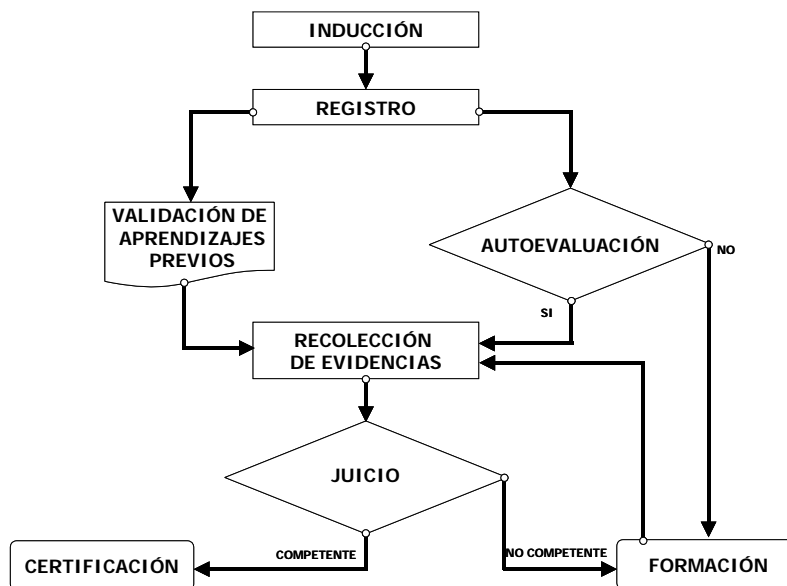 INDUCCIÓN
REGISTRO
VALIDACIÓN DE
APRENDIZAJES
PREVIOS
AUTOEVALUACIÓN
NO
SI
RECOLECCIÓN
DE EVIDENCIAS
JUICIO
COMPETENTE
NO COMPETENTE
CERTIFICACIÓN
FORMACIÓN